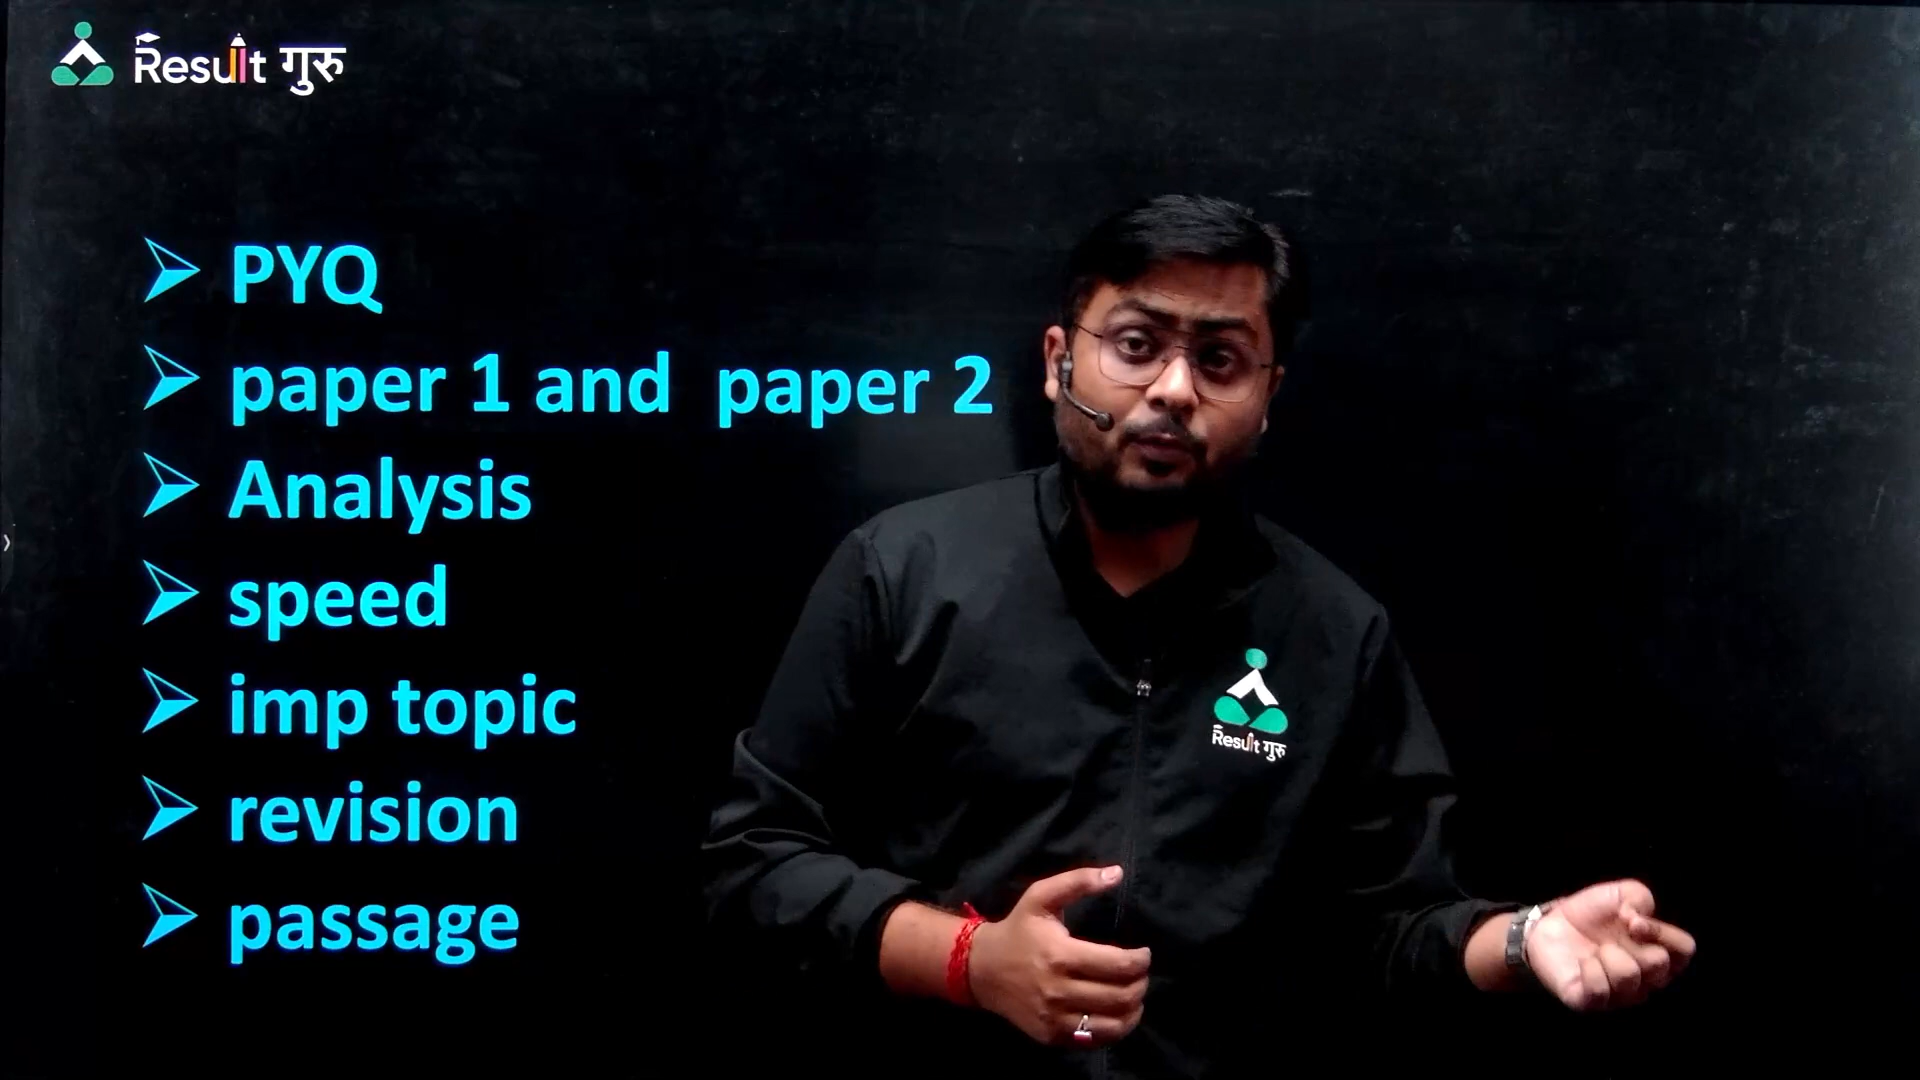 Result गुरु
PYQ
paper 1 and paper 2
Analysis
speed
imp topic
revision
passage
Result गुरु